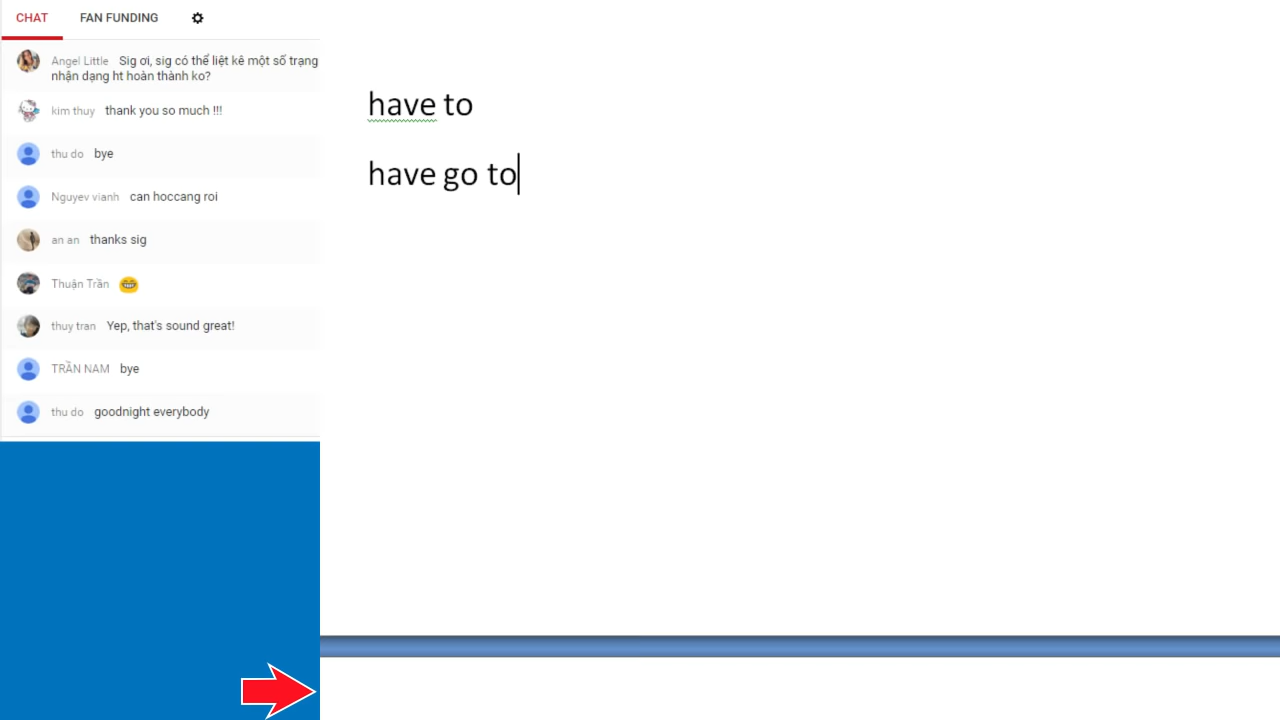 CHAT FAN FUNDING
Angel Little Sig ơi, sig có thể liệt kê một số trạng
nhận dạng ht hoàn thành ko?
kim thuy thank you so much !!!
thu do bye
Nguyev vianh can hoccang roi
an an thanks sig
Thuận Trần
thuy tran Yep, that's sound great!
TRẦN NAM bye
thu do goodnight everybody
have to
have go to